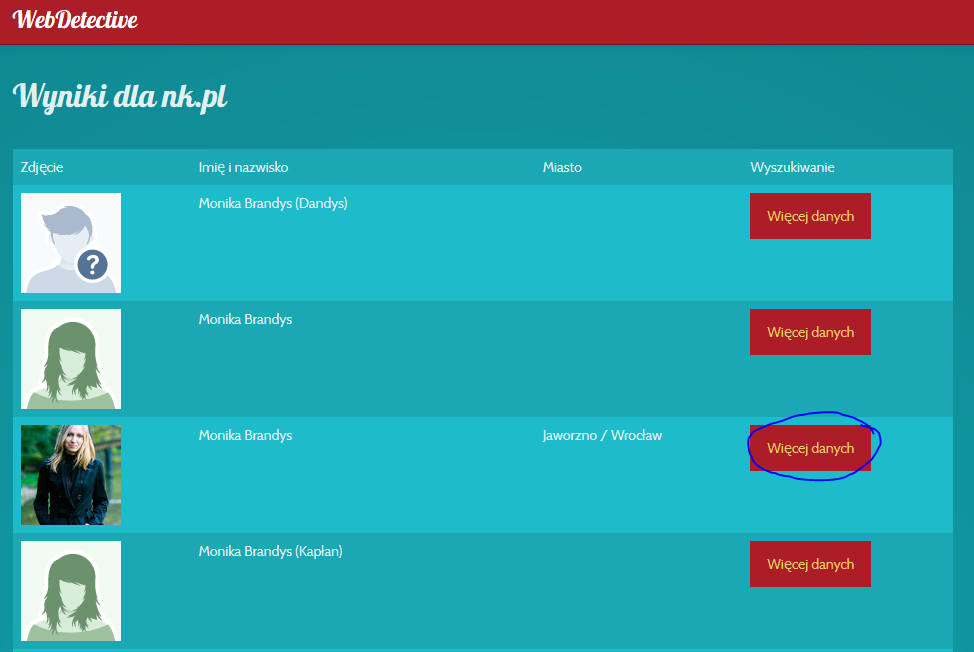 WebDetective
Wyniki dla nk.pl
Zdjęcie Imię i nazwisko Miasto Wyszukiwanie
Monika Brandys (Dandys) Więcej danych
?
Monika Brandys Więcej danych
Monika Brandys Jaworzno / Wrocław Więcej danych
Monika Brandys (Kapłan) Więcej danych